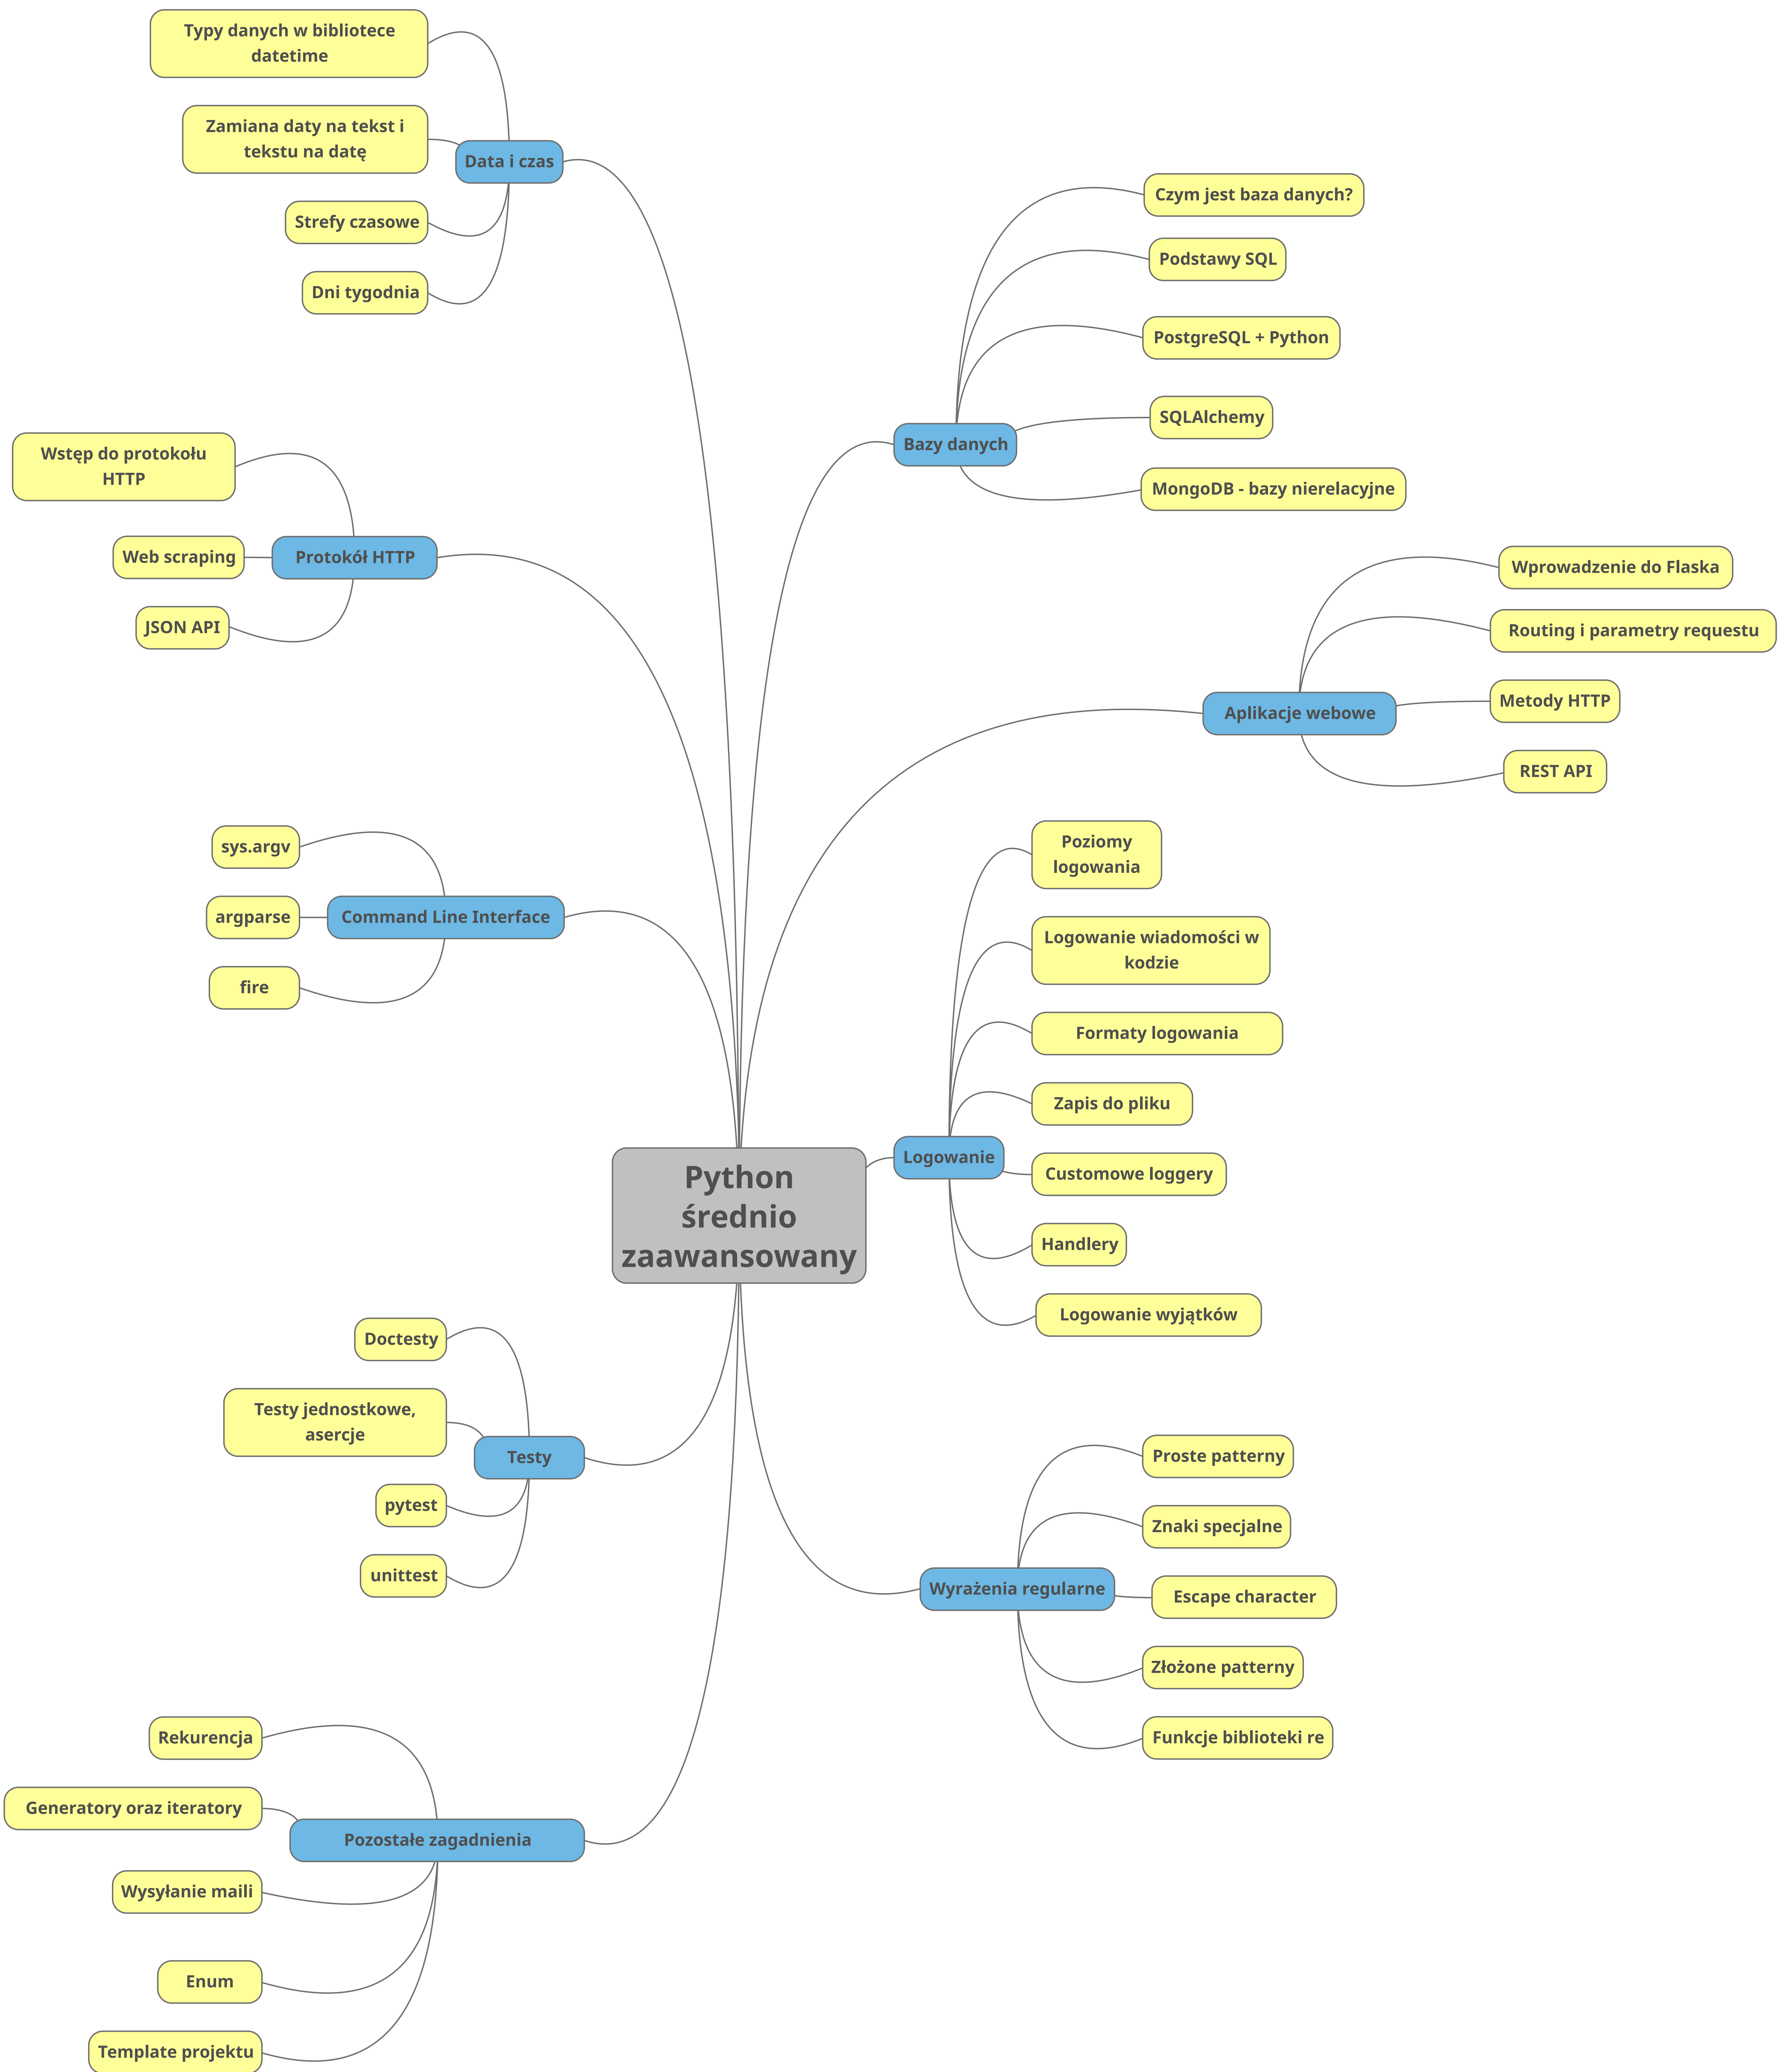 Typy danych w bibliotece
datetime
Zamiana daty na tekst i
tekstu na datę
Data i czas
Strefy czasowe
Dni tygodnia
Wstęp do protokołu
HTTP
Web scraping
Protokół HTTP
JSON API
sys.argv
argparse
Command Line Interface
fire
Python
średnio
zaawansowany
Doctesty
Testy jednostkowe,
asercje
Testy
pytest
unittest
Rekurencja
Generatory oraz iteratory
Pozostałe zagadnienia
Wysyłanie maili
Enum
Template projektu
Czym jest baza danych?
Podstawy SQL
PostgreSQL + Python
SQLAlchemy
Bazy danych
MongoDB - bazy nierelacyjne
Wprowadzenie do Flaska
Routing i parametry requestu
Metody HTTP
Aplikacje webowe
REST API
Poziomy
logowania
Logowanie wiadomości w
kodzie
Formaty logowania
Zapis do pliku
Logowanie
Customowe loggery
Handlery
Logowanie wyjątków
Proste patterny
Znaki specjalne
Wyrażenia regularne
Escape character
Złożone patterny
Funkcje biblioteki re